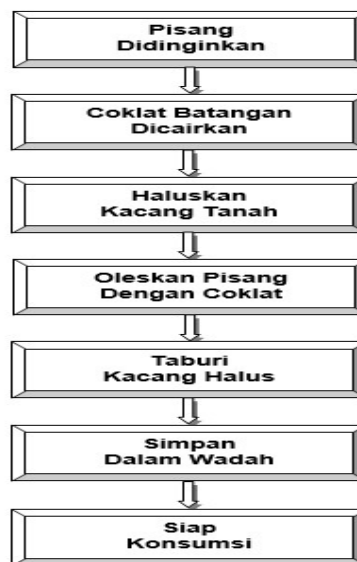 Pisang
Didinginkan
Coklat Batangan
Dicairkan
Haluskan
Kacang Tanah
Oleskan Pisang
Dengan Coklat
Taburi
Kacang Halus
Simpan
Dalam Wadah
Siap
Konsumsi